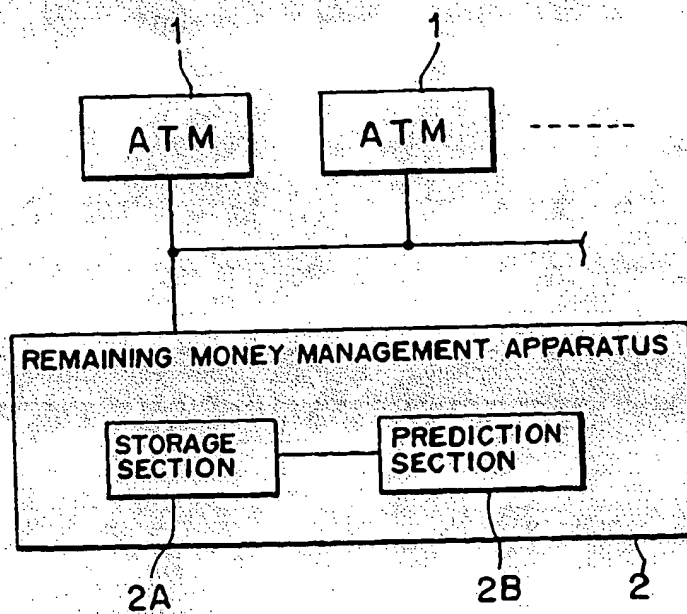 1 1
ATM ATM
REMAINING MONEY MANAGEMENT APPARATUS
STORAGE
SECTION
PREDICTION
SECTION
2A 2B 2